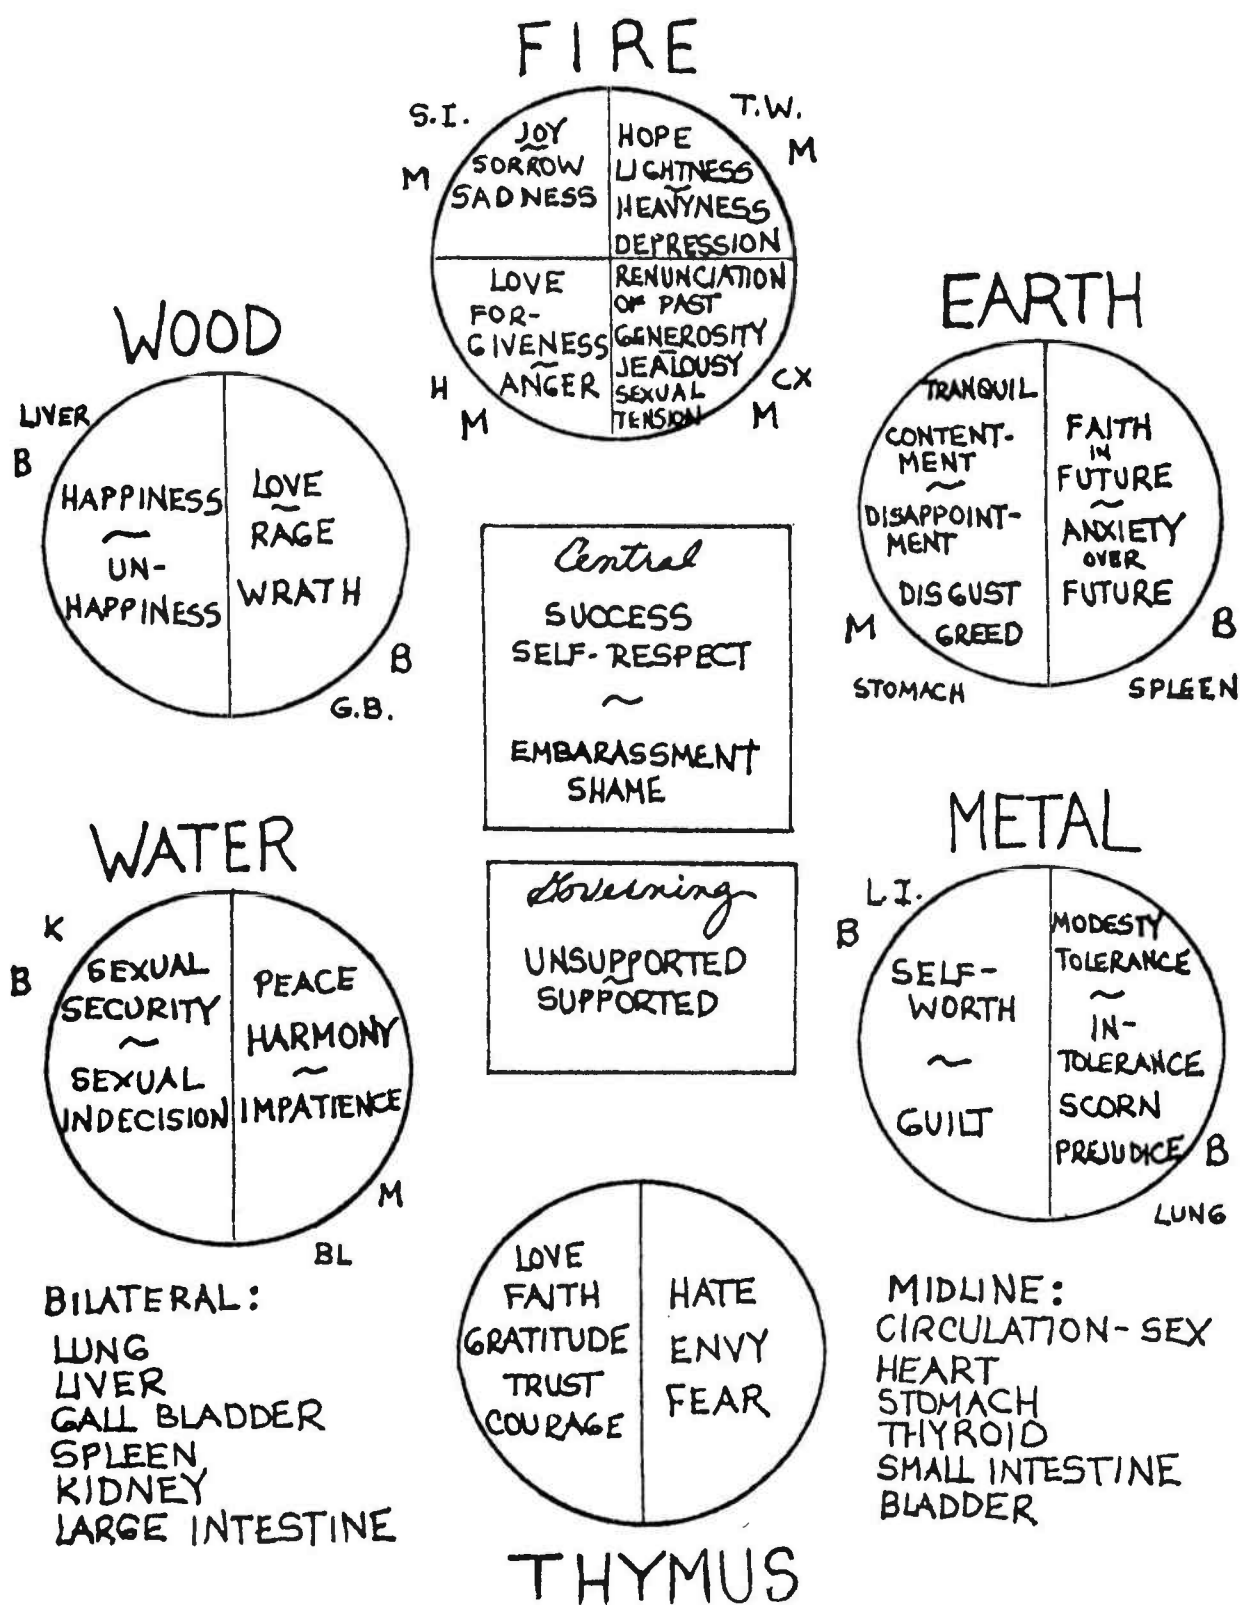 FIRE
S.I.
T.W.
M
M
JOY
~
SORROW
SADNESS
HOPE
LIGHTNESS
~
HEAVYNESS
DEPRESSION
LOVE
FOR-
GIVENESS
~
ANGER
RENUNCIATION
OF PAST
GENEROSITY
~
JEALOUSY
SEXUAL
TENSION
H
M
CX
M
WOOD
LIVER
B
HAPPINESS
~
UN-
HAPPINESS
LOVE
~
RAGE
WRATH
B
G.B.
EARTH
TRANQUIL
CONTENT-
MENT
~
DISAPPOINT-
MENT
DISGUST
GREED
FAITH
IN
FUTURE
~
ANXIETY
OVER
FUTURE
M
STOMACH
B
SPLEEN
Central
SUCCESS
SELF-RESPECT
~
EMBARASSMENT
SHAME
Governing
UNSUPPORTED
~
SUPPORTED
WATER
K
B
SEXUAL
SECURITY
~
SEXUAL
INDECISION
PEACE
HARMONY
~
IMPATIENCE
M
BL
METAL
L.I.
B
SELF-
WORTH
~
GUILT
MODESTY
TOLERANCE
~
IN-
TOLERANCE
SCORN
PREJUDICE
B
LUNG
LOVE
FAITH
GRATITUDE
TRUST
COURAGE
HATE
ENVY
FEAR
THYMUS
BILATERAL:
LUNG
LIVER
GALL BLADDER
SPLEEN
KIDNEY
LARGE INTESTINE
MIDLINE:
CIRCULATION-SEX
HEART
STOMACH
THYROID
SMALL INTESTINE
BLADDER